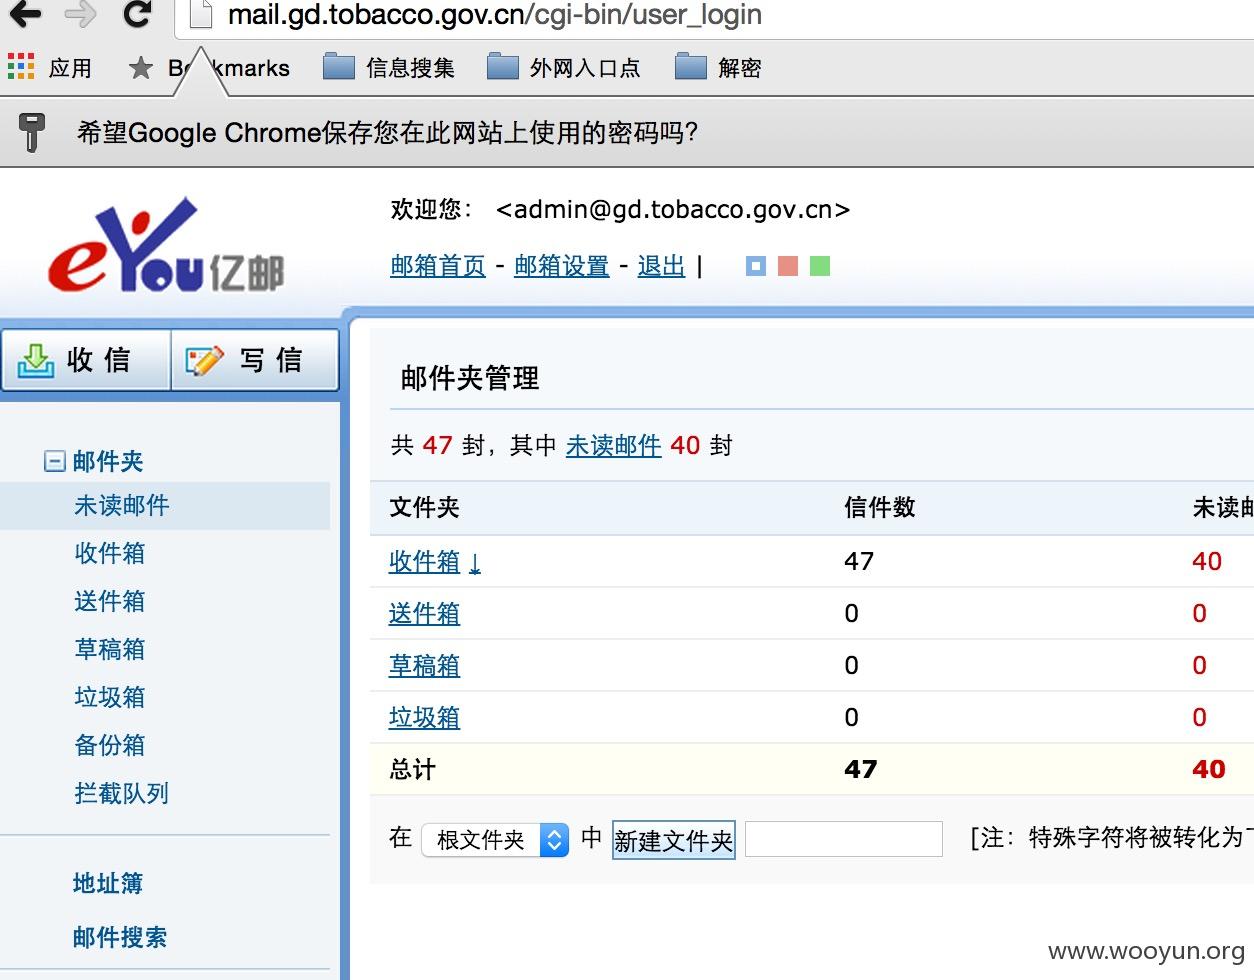 mail.gd.tobacco.gov.cn/cgi-bin/user_login
应用 Bookmarks 信息搜集 外网入口点 解密
希望Google Chrome保存您在此网站上使用的密码吗?
eYou亿邮
欢迎您： <admin@gd.tobacco.gov.cn>
邮箱首页 - 邮箱设置 - 退出 |
收信 写信
邮件夹管理
共 47 封，其中 未读邮件 40 封
邮件夹
未读邮件
收件箱
送件箱
草稿箱
垃圾箱
备份箱
拦截队列
地址簿
邮件搜索
文件夹 信件数 未读邮
收件箱 ↓ 47 40
送件箱 0 0
草稿箱 0 0
垃圾箱 0 0
总计 47 40
在 根文件夹 中 新建文件夹 [注：特殊字符将被转化为
www.wooyun.org